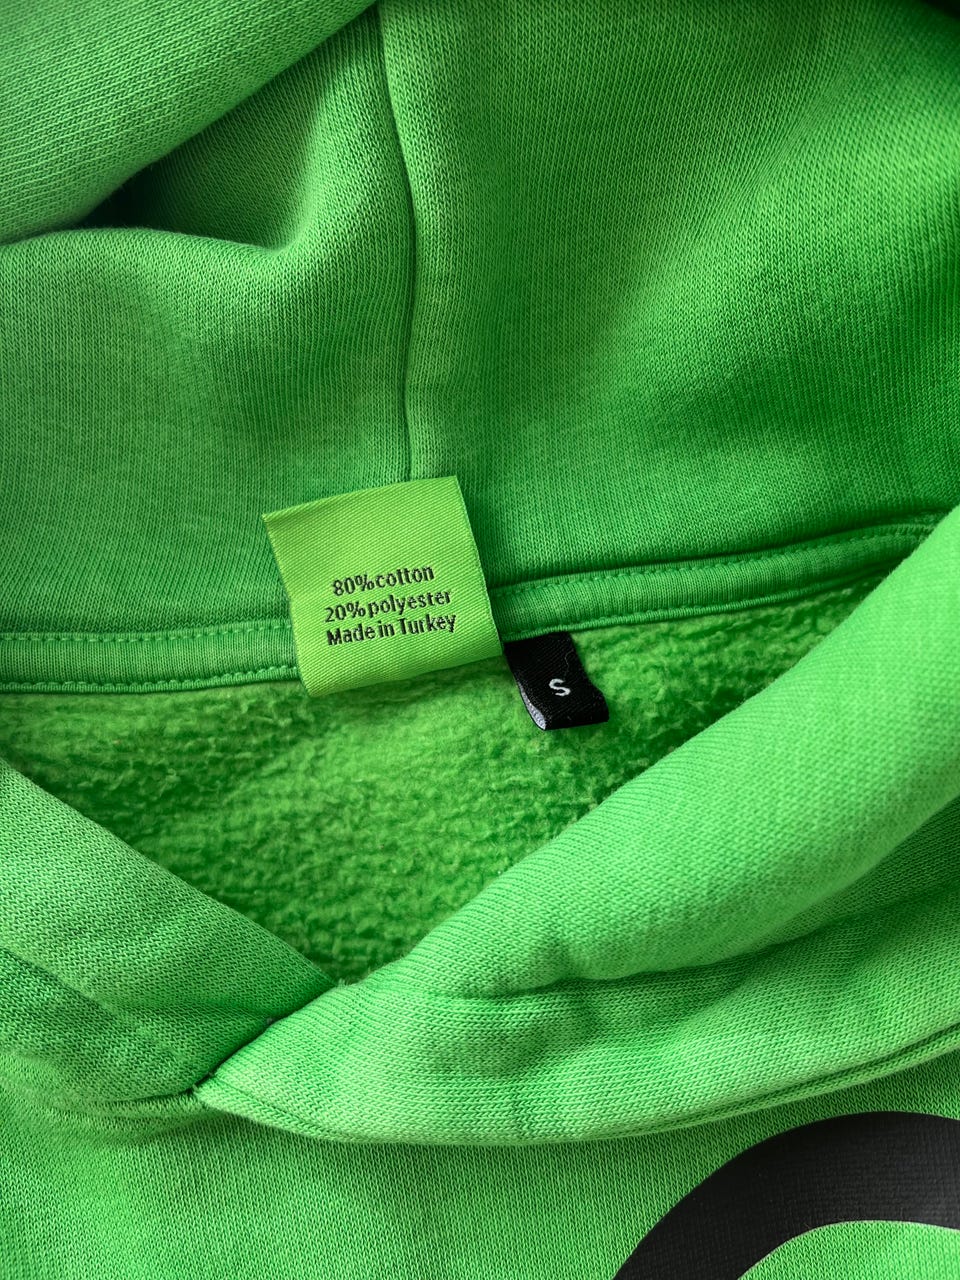 80% cotton
20% polyester
Made in Turkey
S